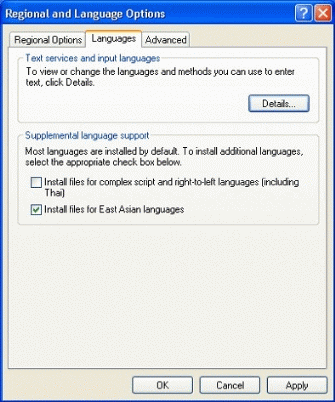 Regional and Language Options
Regional Options Languages Advanced
Text services and input languages
To view or change the languages and methods you can use to enter
text, click Details.
Details...
Supplemental language support
Most languages are installed by default. To install additional languages,
select the appropriate check box below.
Install files for complex script and right-to-left languages (including
Thai)
Install files for East Asian languages
OK Cancel Apply